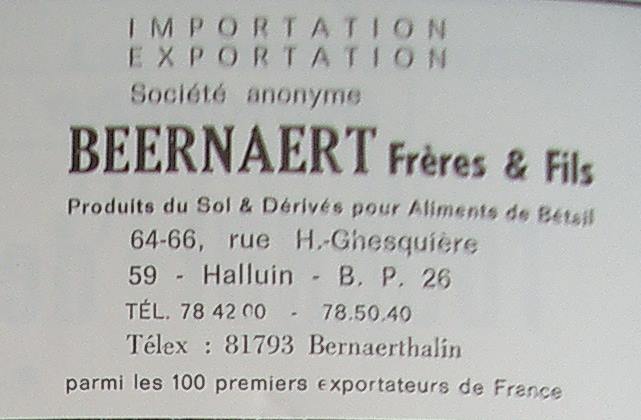 IMPORTATION
EXPORTATION
Société anonyme
BEERNAERT Frères & Fils
Produits du Sol & Dérivés pour Aliments de Bétail
64-66, rue H.-Ghesquière
59 - Halluin - B. P. 26
TÉL. 78 42 00 - 78.50.40
Télex : 81793 Bernaerthalin
parmi les 100 premiers exportateurs de France